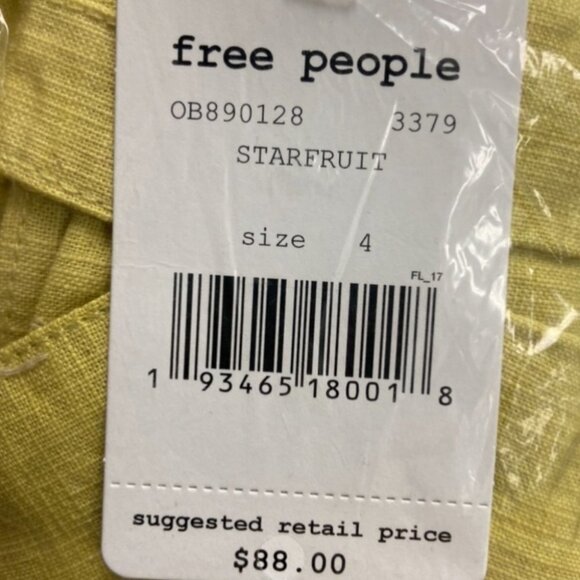 free people
OB890128 3379
STARFRUIT
size 4
FL_17
1 93465 18001 8
suggested retail price
$88.00